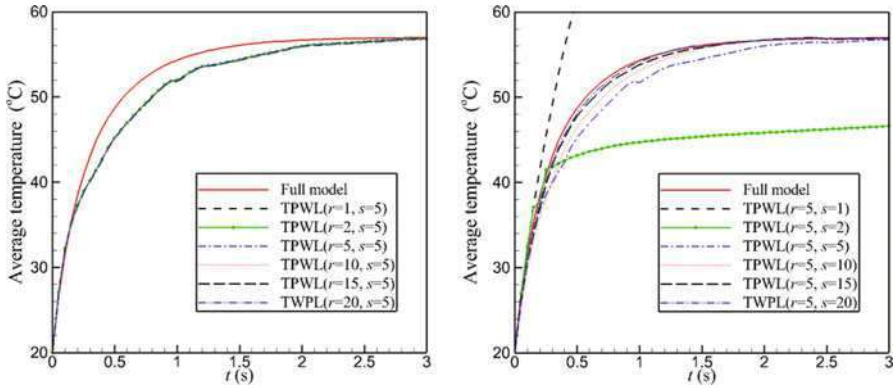 60
50
40
30
20
Average temperature (°C)
Full model
TPWL(r=1, s=5)
TPWL(r=2, s=5)
TPWL(r=5, s=5)
TPWL(r=10, s=5)
TPWL(r=15, s=5)
TWPL(r=20, s=5)
0 0.5 1 1.5 2 2.5 3
t (s)
60
50
40
30
20
Average temperature (°C)
Full model
TPWL(r=5, s=1)
TPWL(r=5, s=2)
TPWL(r=5, s=5)
TPWL(r=5, s=10)
TPWL(r=5, s=15)
TWPL(r=5, s=20)
0 0.5 1 1.5 2 2.5 3
t (s)